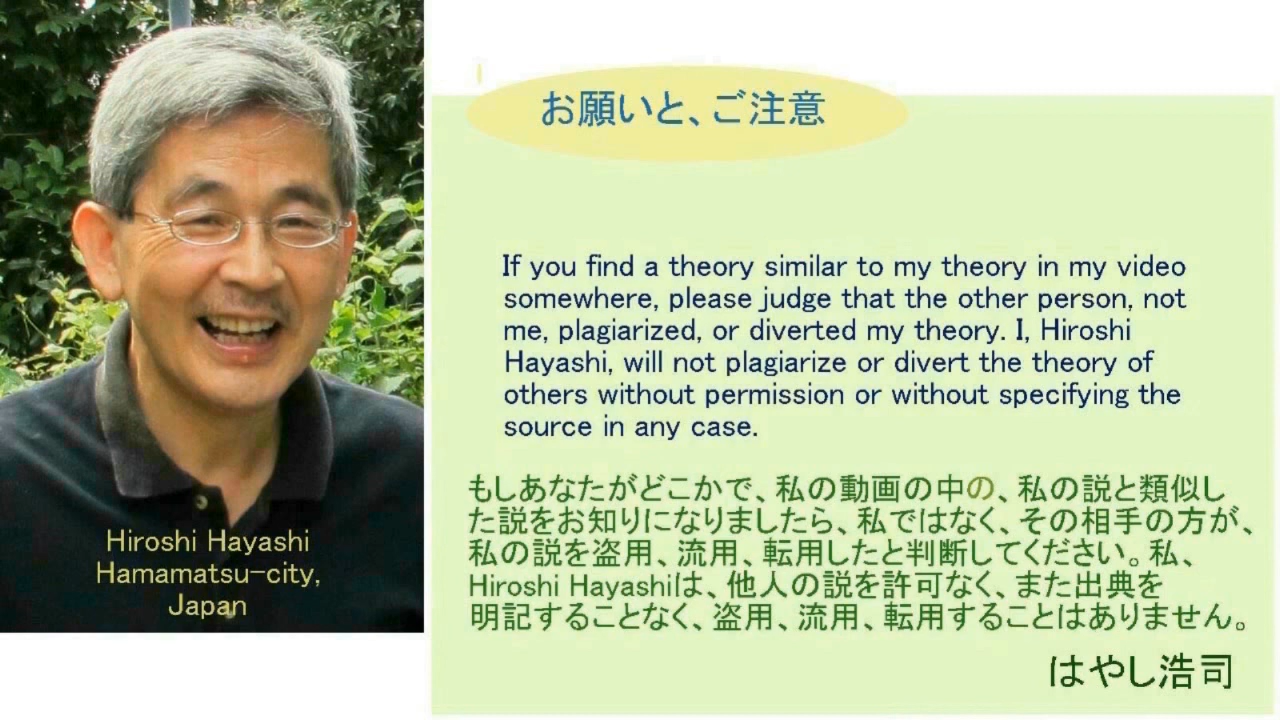 お願いと、ご注意
If you find a theory similar to my theory in my video
somewhere, please judge that the other person, not
me, plagiarized, or diverted my theory. I, Hiroshi
Hayashi, will not plagiarize or divert the theory of
others without permission or without specifying the
source in any case.
もしあなたがどこかで、私の動画の中の、私の説と類似し
た説をお知りになりましたら、私ではなく、その相手の方が、
私の説を盗用、流用、転用したと判断してください。私、
Hiroshi Hayashiは、他人の説を許可なく、また出典を
明記することなく、盗用、流用、転用することはありません。
はやし浩司
Hiroshi Hayashi
Hamamatsu-city,
Japan